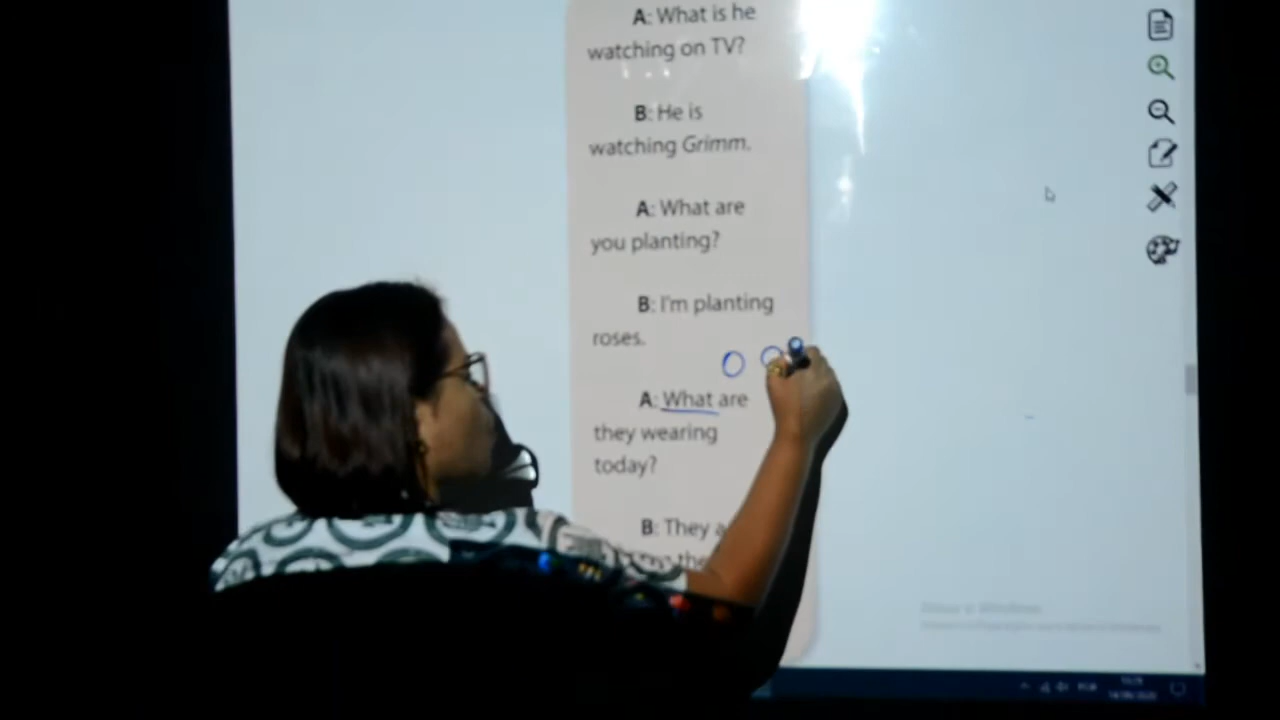 A: What is he
watching on TV?
B: He is
watching Grimm.
A: What are
you planting?
B: I'm planting
roses.
O
A: What are
they wearing
today?
B: They
the